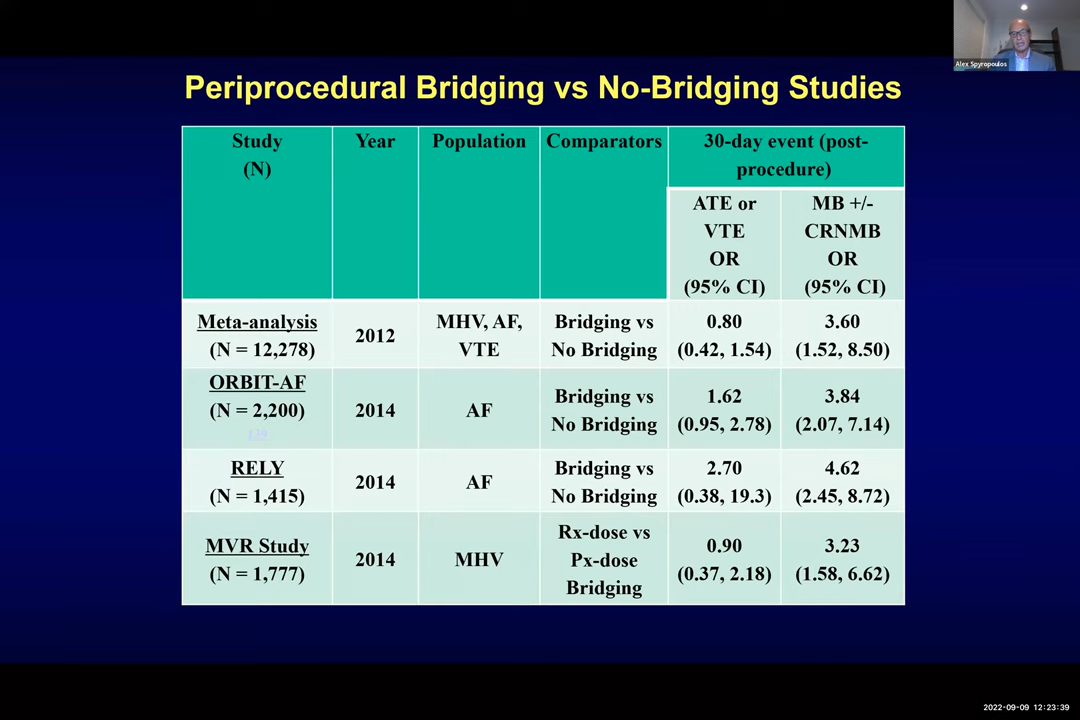 Alex Spyropoulos
Periprocedural Bridging vs No-Bridging Studies
Study
(N)
Year
Population
Comparators
30-day event (post-
procedure)
ATE or
VTE
OR
(95% CI)
MB +/-
CRNMB
OR
(95% CI)
Meta-analysis
(N = 12,278)
2012
MHV, AF,
VTE
Bridging vs
No Bridging
0.80
(0.42, 1.54)
3.60
(1.52, 8.50)
ORBIT-AF
(N = 2,200)
139
2014
AF
Bridging vs
No Bridging
1.62
(0.95, 2.78)
3.84
(2.07, 7.14)
RELY
(N = 1,415)
2014
AF
Bridging vs
No Bridging
2.70
(0.38, 19.3)
4.62
(2.45, 8.72)
MVR Study
(N = 1,777)
2014
MHV
Rx-dose vs
Px-dose
Bridging
0.90
(0.37, 2.18)
3.23
(1.58, 6.62)
2022-09-09 12:23:39